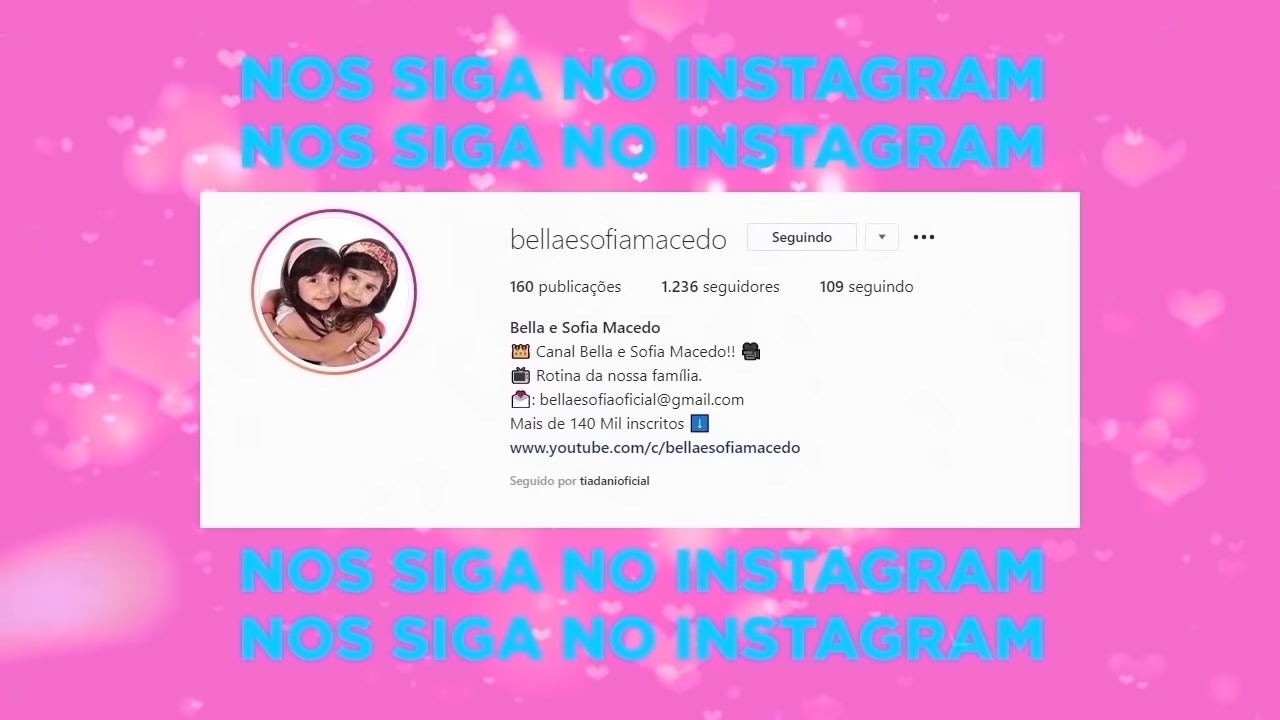 NOS SIGA NO INSTAGRAM
NOS SIGA NO INSTAGRAM
bellaesofiamacedo Seguindo
160 publicações 1.236 seguidores 109 seguindo
Bella e Sofia Macedo
Canal Bella e Sofia Macedo!!
Rotina da nossa família.
: bellaesofiaoficial@gmail.com
Mais de 140 Mil inscritos
www.youtube.com/c/bellaesofiamacedo
Seguido por tiadanioficial
NOS SIGA NO INSTAGRAM
NOS SIGA NO INSTAGRAM